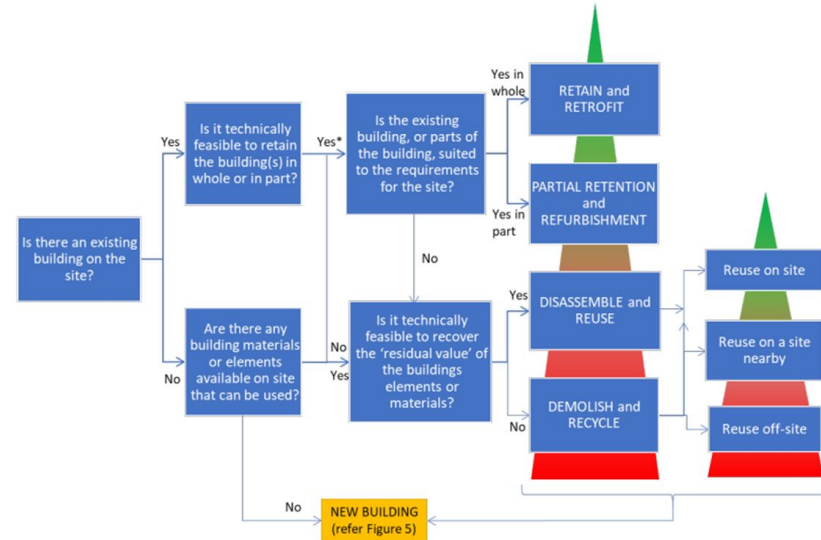 Is there an existing
building on the
site?
Yes
No
Is it technically
feasible to retain
the building(s) in
whole or in part?
Are there any
building materials
or elements
available on site
that can be used?
Yes*
No
Yes
No
Is the existing
building, or parts of
the building, suited
to the requirements
for the site?
No
Is it technically
feasible to recover
the ‘residual value’ of
the buildings
elements or
materials?
Yes in
whole
Yes in
part
Yes
No
RETAIN and
RETROFIT
PARTIAL RETENTION
and
REFURBISHMENT
DISASSEMBLE and
REUSE
DEMOLISH and
RECYCLE
Reuse on site
Reuse on a site
nearby
Reuse off-site
NEW BUILDING
(refer Figure 5)